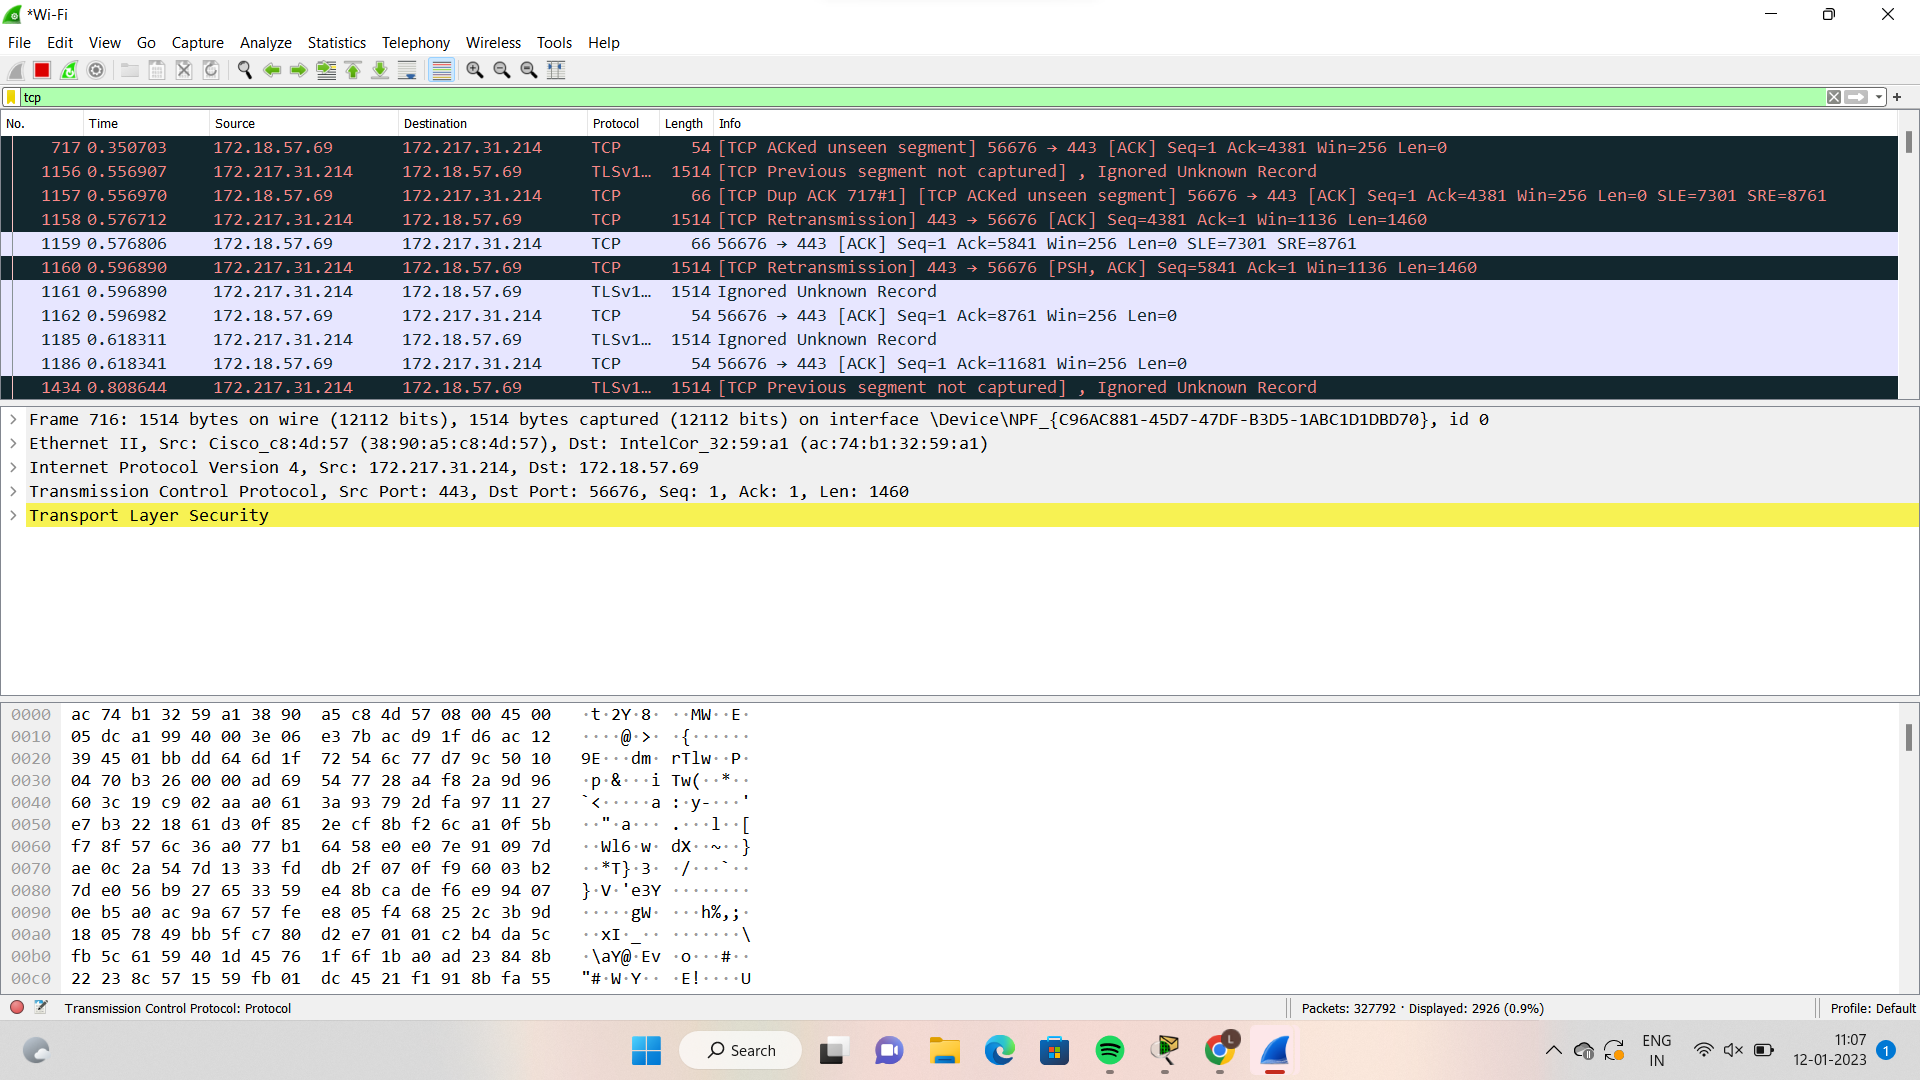 *Wi-Fi
File Edit View Go Capture Analyze Statistics Telephony Wireless Tools Help
tcp
No. Time Source Destination Protocol Length Info
717 0.350703 172.18.57.69 172.217.31.214 TCP 54 [TCP ACKed unseen segment] 56676 → 443 [ACK] Seq=1 Ack=4381 Win=256 Len=0
1156 0.556907 172.217.31.214 172.18.57.69 TLSv1… 1514 [TCP Previous segment not captured] , Ignored Unknown Record
1157 0.556970 172.18.57.69 172.217.31.214 TCP 66 [TCP Dup ACK 717#1] [TCP ACKed unseen segment] 56676 → 443 [ACK] Seq=1 Ack=4381 Win=256 Len=0 SLE=7301 SRE=8761
1158 0.576712 172.217.31.214 172.18.57.69 TCP 1514 [TCP Retransmission] 443 → 56676 [ACK] Seq=4381 Ack=1 Win=1136 Len=1460
1159 0.576806 172.18.57.69 172.217.31.214 TCP 66 56676 → 443 [ACK] Seq=1 Ack=5841 Win=256 Len=0 SLE=7301 SRE=8761
1160 0.596890 172.217.31.214 172.18.57.69 TCP 1514 [TCP Retransmission] 443 → 56676 [PSH, ACK] Seq=5841 Ack=1 Win=1136 Len=1460
1161 0.596890 172.217.31.214 172.18.57.69 TLSv1… 1514 Ignored Unknown Record
1162 0.596982 172.18.57.69 172.217.31.214 TCP 54 56676 → 443 [ACK] Seq=1 Ack=8761 Win=256 Len=0
1185 0.618311 172.217.31.214 172.18.57.69 TLSv1… 1514 Ignored Unknown Record
1186 0.618341 172.18.57.69 172.217.31.214 TCP 54 56676 → 443 [ACK] Seq=1 Ack=11681 Win=256 Len=0
1434 0.808644 172.217.31.214 172.18.57.69 TLSv1… 1514 [TCP Previous segment not captured] , Ignored Unknown Record
Frame 716: 1514 bytes on wire (12112 bits), 1514 bytes captured (12112 bits) on interface \Device\NPF_{C96AC881-45D7-47DF-B3D5-1ABC1D1DBD70}, id 0
Ethernet II, Src: Cisco_c8:4d:57 (38:90:a5:c8:4d:57), Dst: IntelCor_32:59:a1 (ac:74:b1:32:59:a1)
Internet Protocol Version 4, Src: 172.217.31.214, Dst: 172.18.57.69
Transmission Control Protocol, Src Port: 443, Dst Port: 56676, Seq: 1, Ack: 1, Len: 1460
Transport Layer Security
0000 ac 74 b1 32 59 a1 38 90 a5 c8 4d 57 08 00 45 00 ·t·2Y·8· ··MW··E·
0010 05 dc a1 99 40 00 3e 06 e3 7b ac d9 1f d6 ac 12 ····@·>· ·{······
0020 39 45 01 bb dd 64 6d 1f 72 54 6c 77 d7 9c 50 10 9E···dm· rTlw··P·
0030 04 70 b3 26 00 00 ad 69 54 77 28 a4 f8 2a 9d 96 ·p·&···i Tw(··*··
0040 60 3c 19 c9 02 aa a0 61 3a 93 79 2d fa 97 11 27 `<·····a :·y-···'
0050 e7 b3 22 18 61 d3 0f 85 2e cf 8b f2 6c a1 0f 5b ··"·a··· .···l··[
0060 f7 8f 57 6c 36 a0 77 b1 64 58 e0 e0 7e 91 09 7d ··Wl6·w· dX··~··}
0070 ae 0c 2a 54 7d 13 33 fd db 2f 07 0f f9 60 03 b2 ··*T}·3· ·/···`··
0080 7d e0 56 b9 27 65 33 59 e4 8b ca de f6 e9 94 07 }·V·'e3Y ········
0090 0e b5 a0 ac 9a 67 57 fe e8 05 f4 68 25 2c 3b 9d ·····gW· ···h%,;·
00a0 18 05 78 49 bb 5f c7 80 d2 e7 01 01 c2 b4 da 5c ··xI·_·· ·······\
00b0 fb 5c 61 59 40 1d 45 76 1f 6f 1b a0 ad 23 84 8b ·\aY@·Ev ·o···#··
00c0 22 23 8c 57 15 59 fb 01 dc 45 21 f1 91 8b fa 55 "#·W·Y·· ·E!····U
Transmission Control Protocol: Protocol
Packets: 327792 · Displayed: 2926 (0.9%)
Profile: Default
Search
L
ENG
IN
11:07
12-01-2023
1